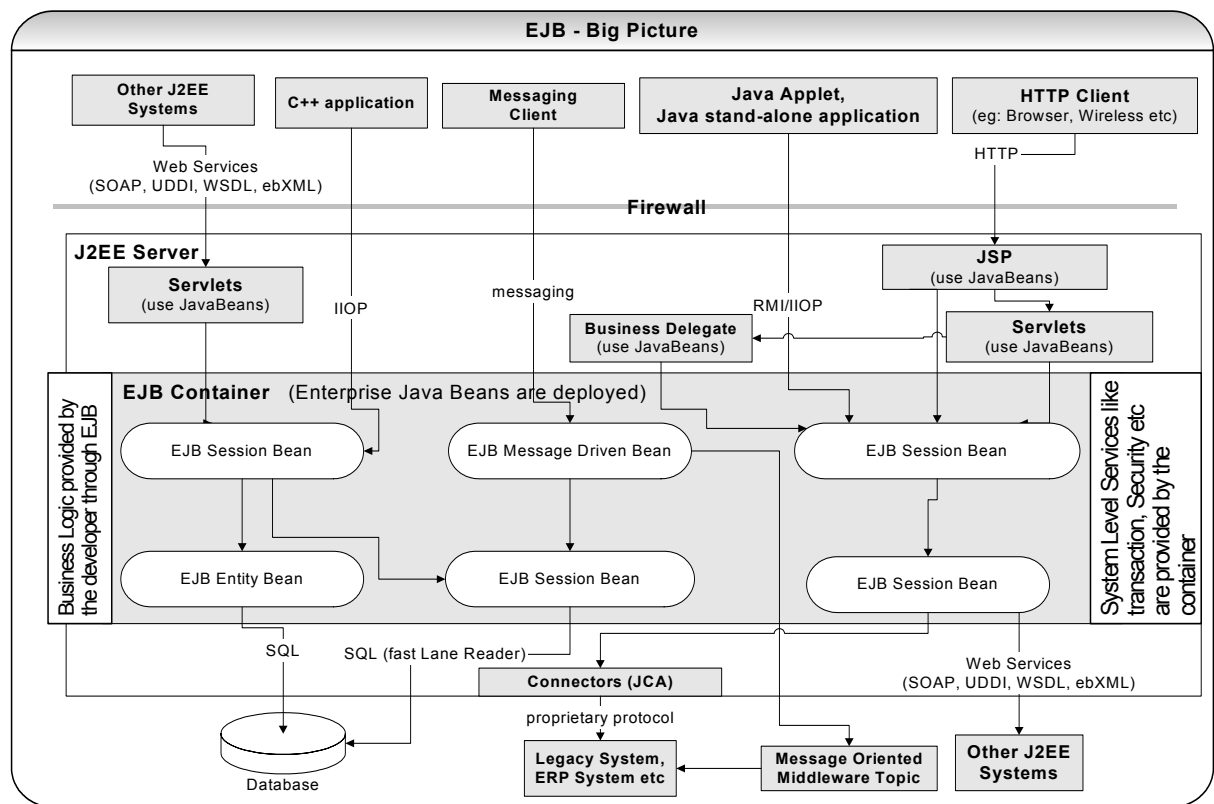 EJB - Big Picture
Other J2EE
Systems
C++ application
Messaging
Client
Java Applet,
Java stand-alone application
HTTP Client
(eg: Browser, Wireless etc)
HTTP
Web Services
(SOAP, UDDI, WSDL, ebXML)
Firewall
J2EE Server
Servlets
(use JavaBeans)
IIOP
messaging
RMI/IIOP
JSP
(use JavaBeans)
Business Delegate
(use JavaBeans)
Servlets
(use JavaBeans)
Business Logic provided by
the developer through EJB
EJB Container (Enterprise Java Beans are deployed)
System Level Services like
transaction, Security etc
are provided by the
container
EJB Session Bean
EJB Message Driven Bean
EJB Session Bean
EJB Entity Bean
EJB Session Bean
EJB Session Bean
SQL
SQL (fast Lane Reader)
Connectors (JCA)
Web Services
(SOAP, UDDI, WSDL, ebXML)
proprietary protocol
Database
Legacy System,
ERP System etc
Message Oriented
Middleware Topic
Other J2EE
Systems